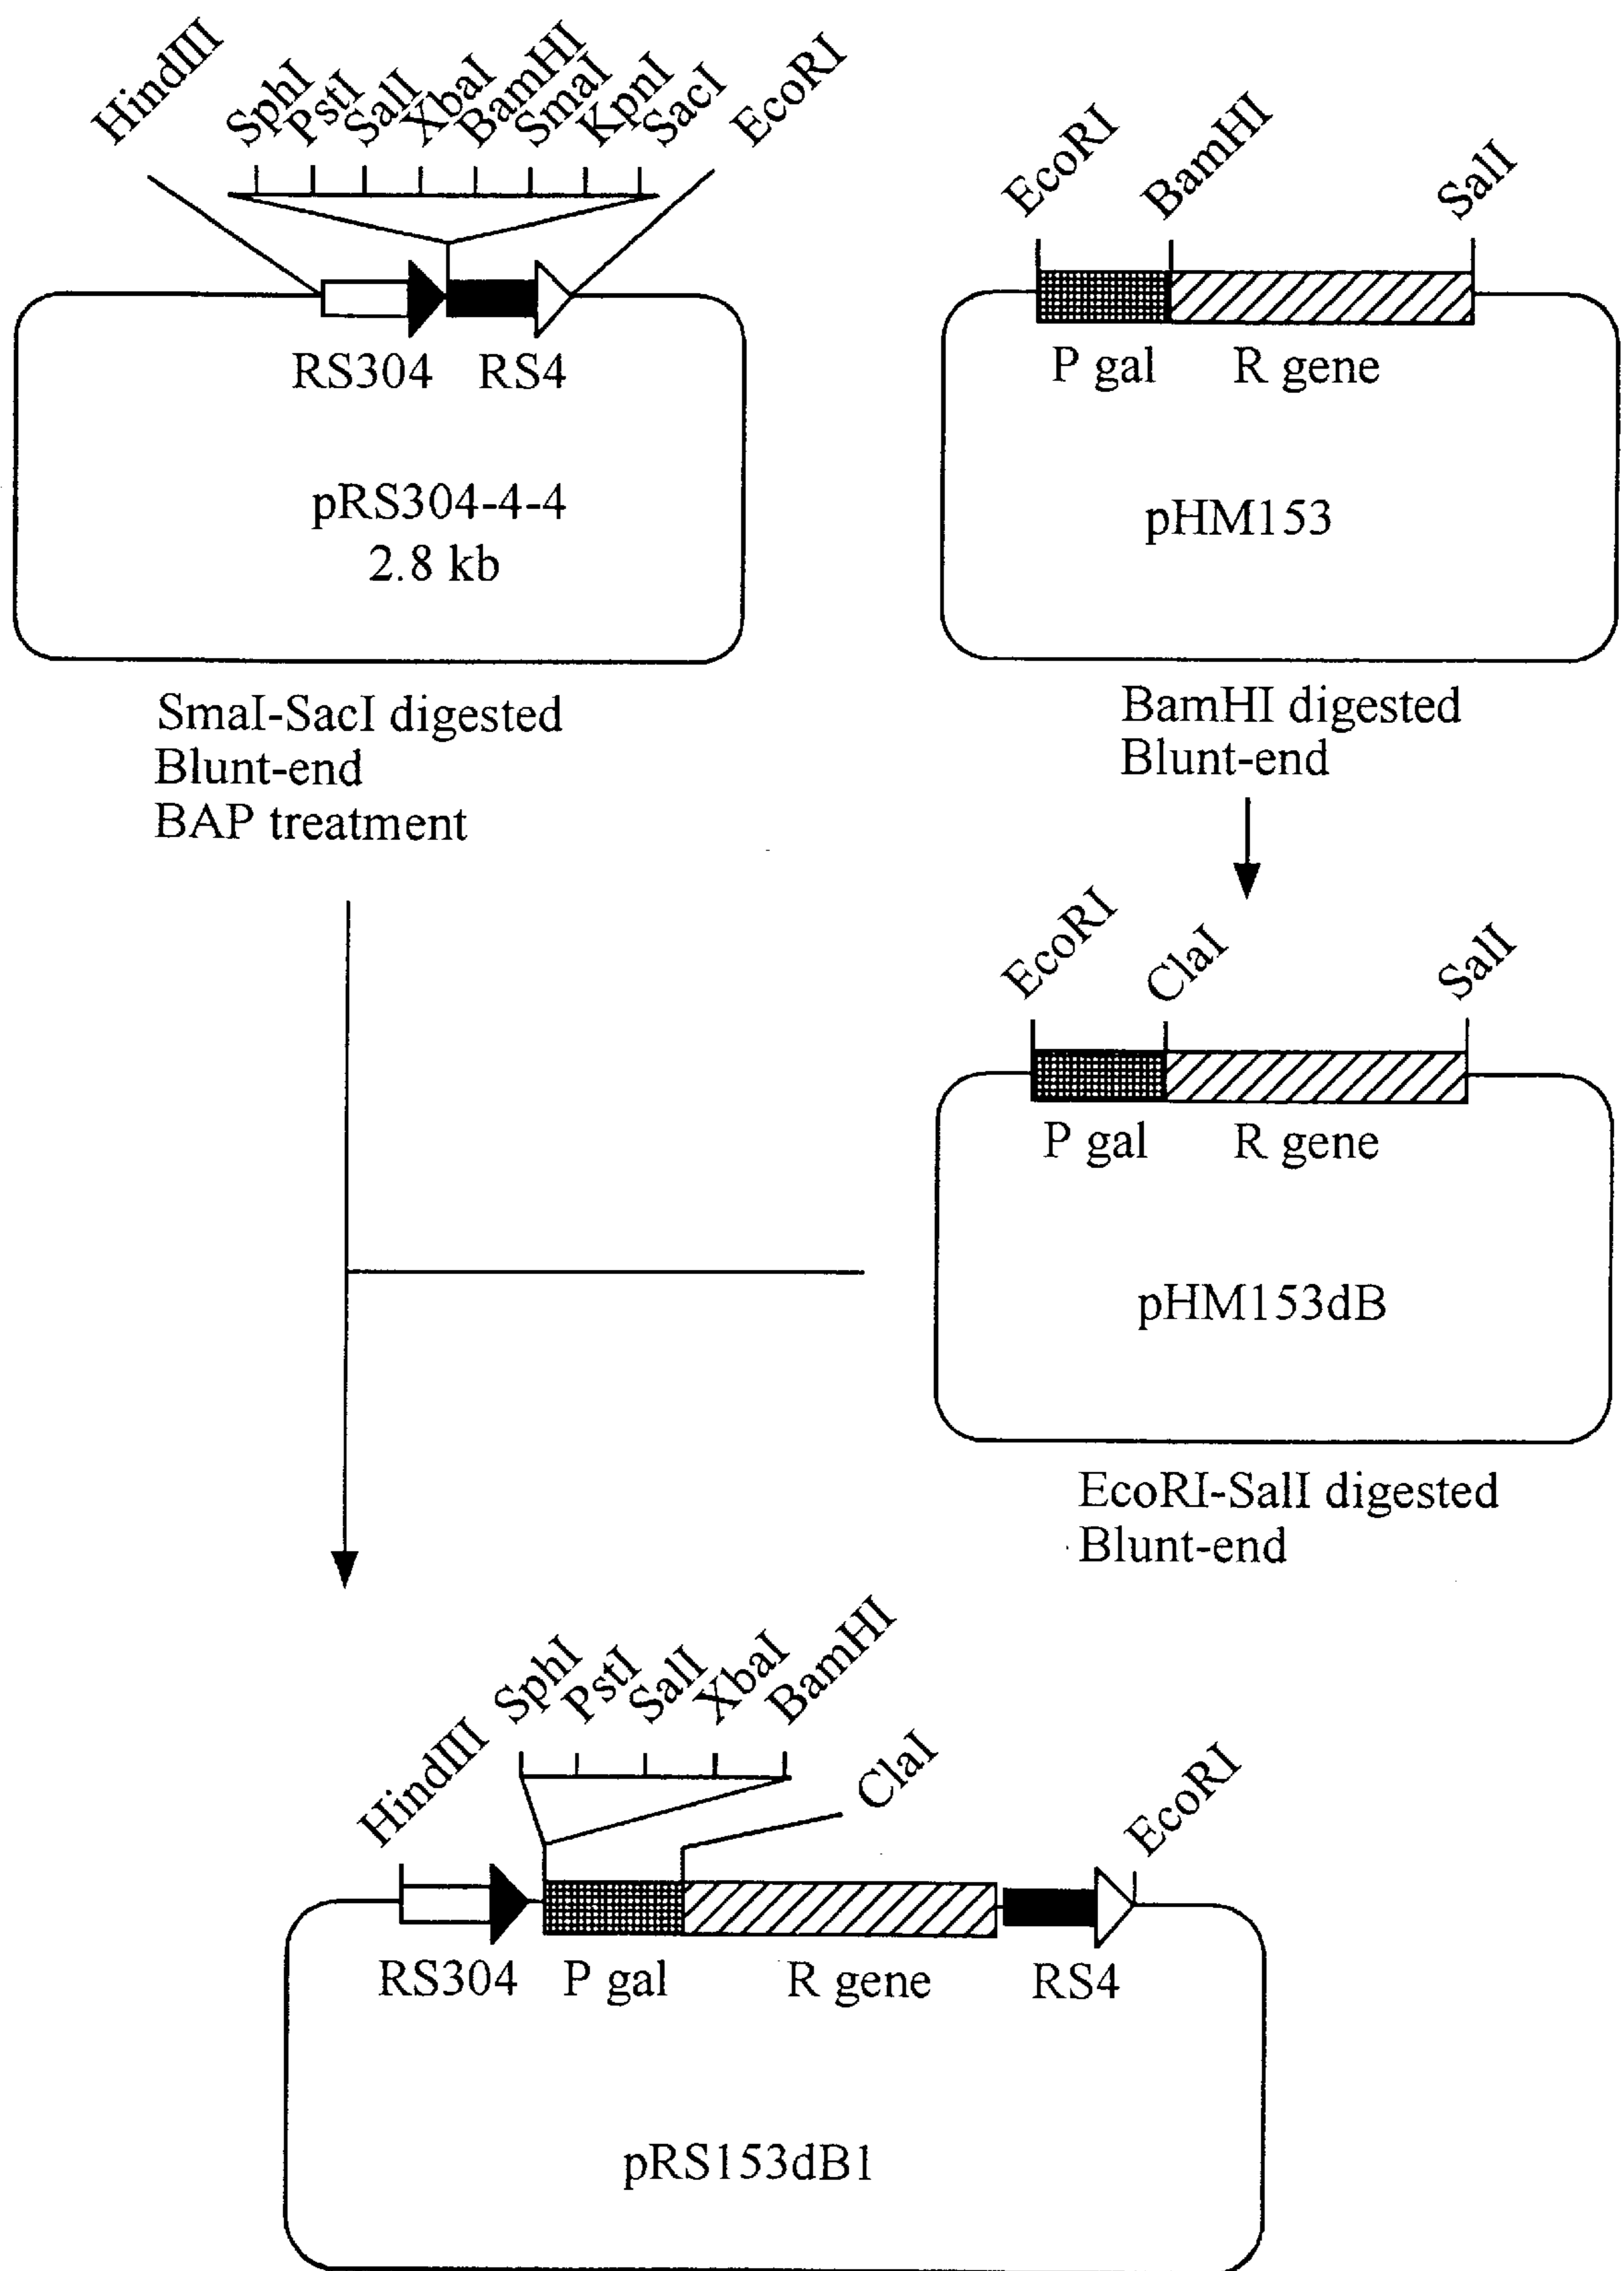 HindIII
SphI
PstI
SalI
XbaI
BamHI
SmaI
KpnI
SacI
EcoRI
RS304
RS4
pRS304-4-4
2.8 kb
SmaI-SacI digested
Blunt-end
BAP treatment
EcoRI
BamHI
SalI
P gal
R gene
pHM153
BamHI digested
Blunt-end
EcoRI
ClaI
SalI
P gal
R gene
pHM153dB
EcoRI-SalI digested
Blunt-end
HindIII
SphI
PstI
SalI
XbaI
BamHI
ClaI
EcoRI
RS304
P gal
R gene
RS4
pRS153dB1